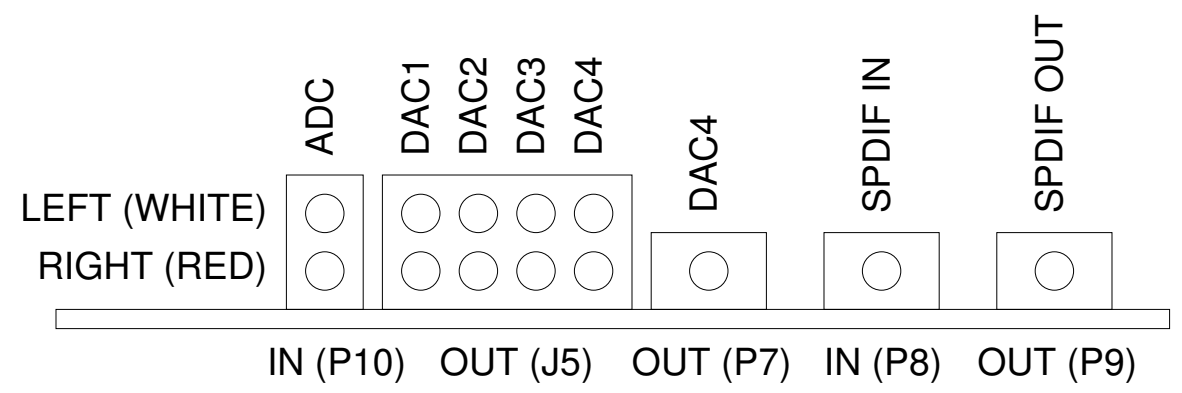 ADC
DAC1
DAC2
DAC3
DAC4
DAC4
SPDIF IN
SPDIF OUT
LEFT (WHITE)
RIGHT (RED)
IN (P10)
OUT (J5)
OUT (P7)
IN (P8)
OUT (P9)